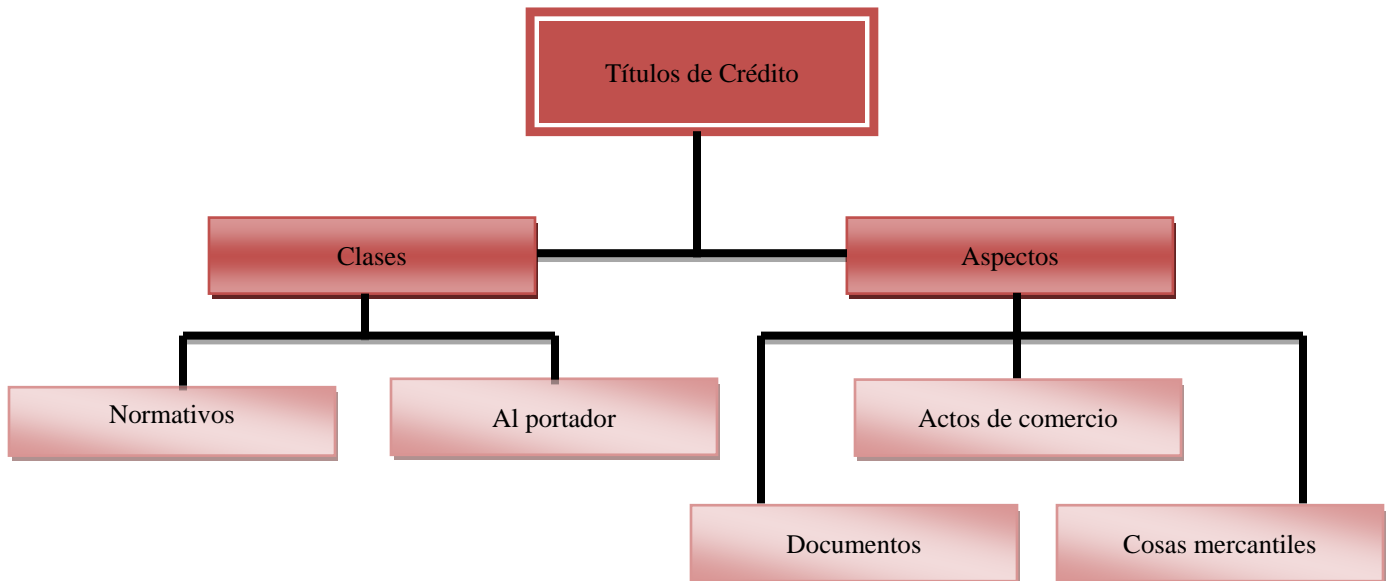 Títulos de Crédito
Clases
Aspectos
Normativos
Al portador
Actos de comercio
Documentos
Cosas mercantiles